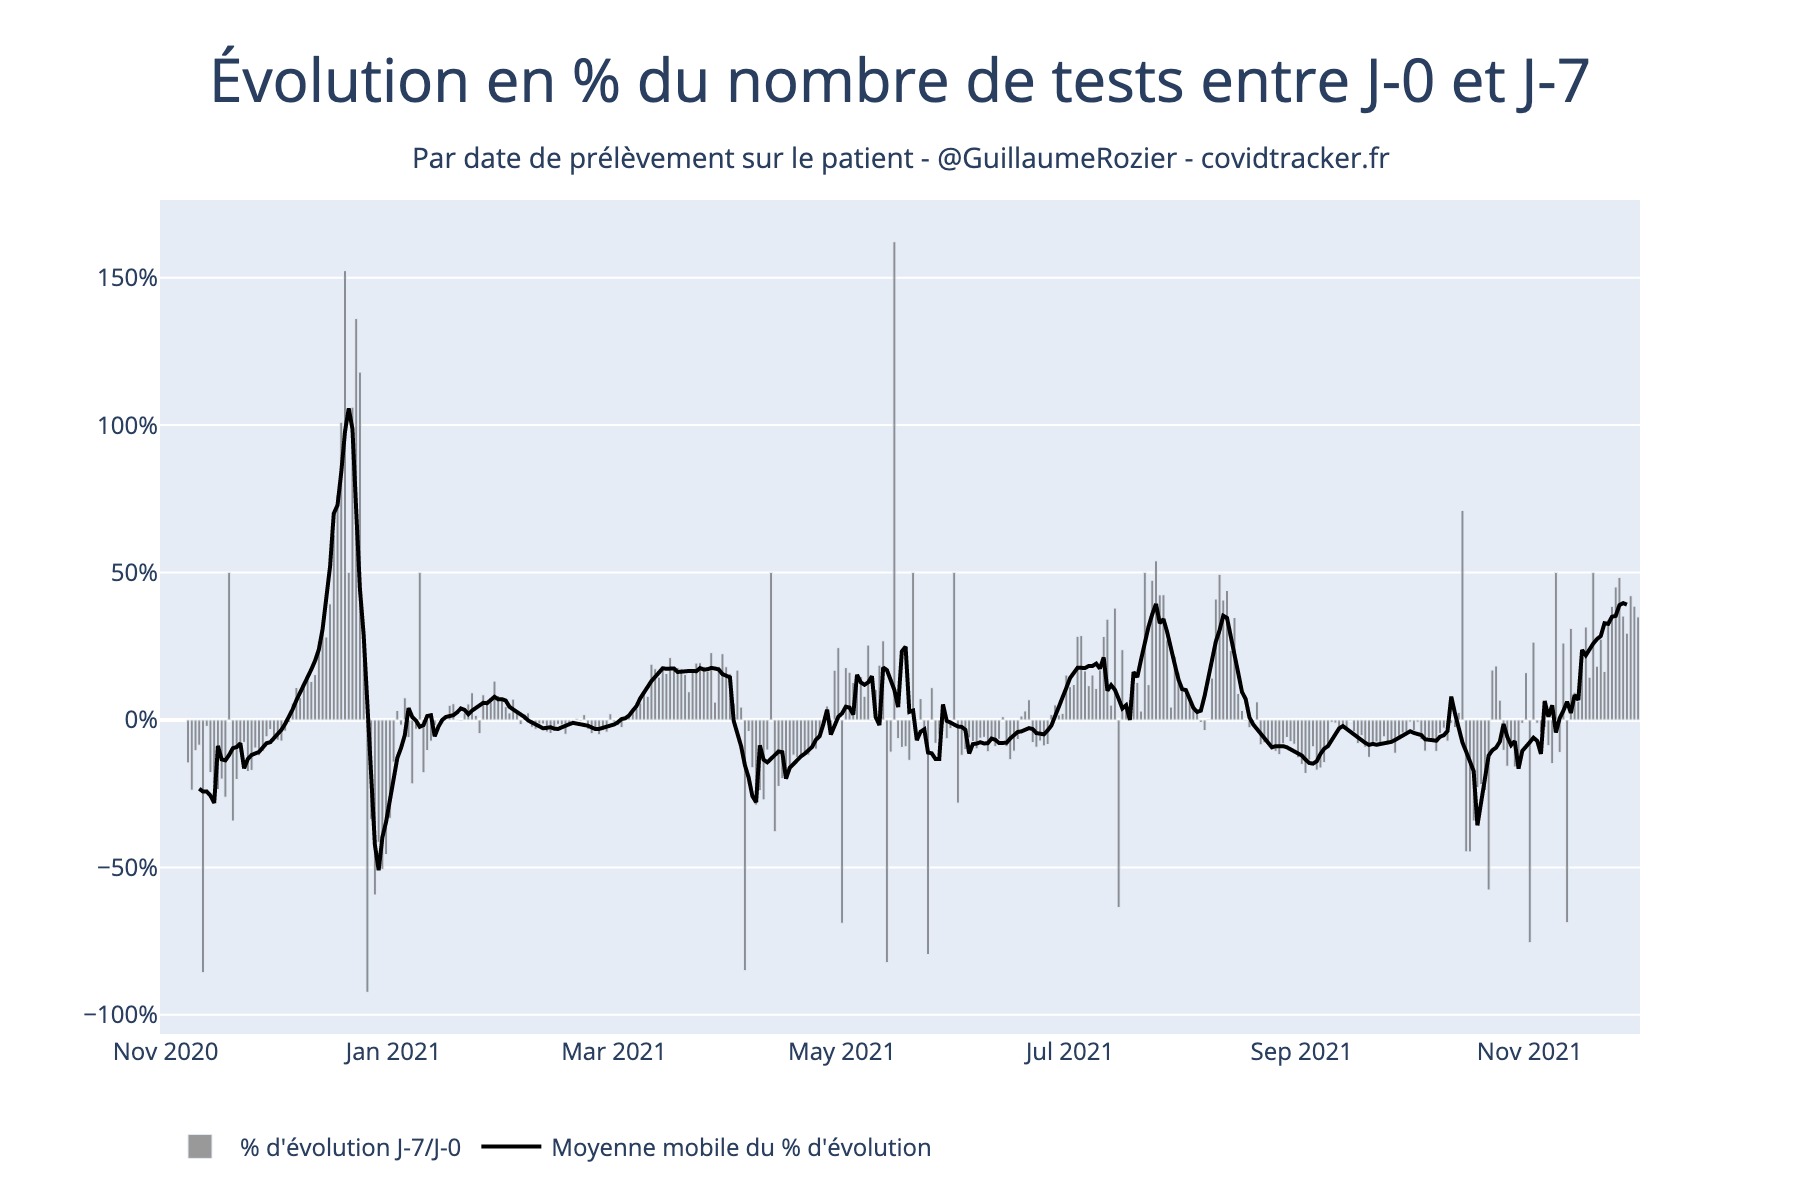 Évolution en % du nombre de tests entre J-0 et J-7
Par date de prélèvement sur le patient - @GuillaumeRozier - covidtracker.fr
150%
100%
50%
0%
−50%
−100%
Nov 2020 Jan 2021 Mar 2021 May 2021 Jul 2021 Sep 2021 Nov 2021
% d'évolution J-7/J-0 Moyenne mobile du % d'évolution